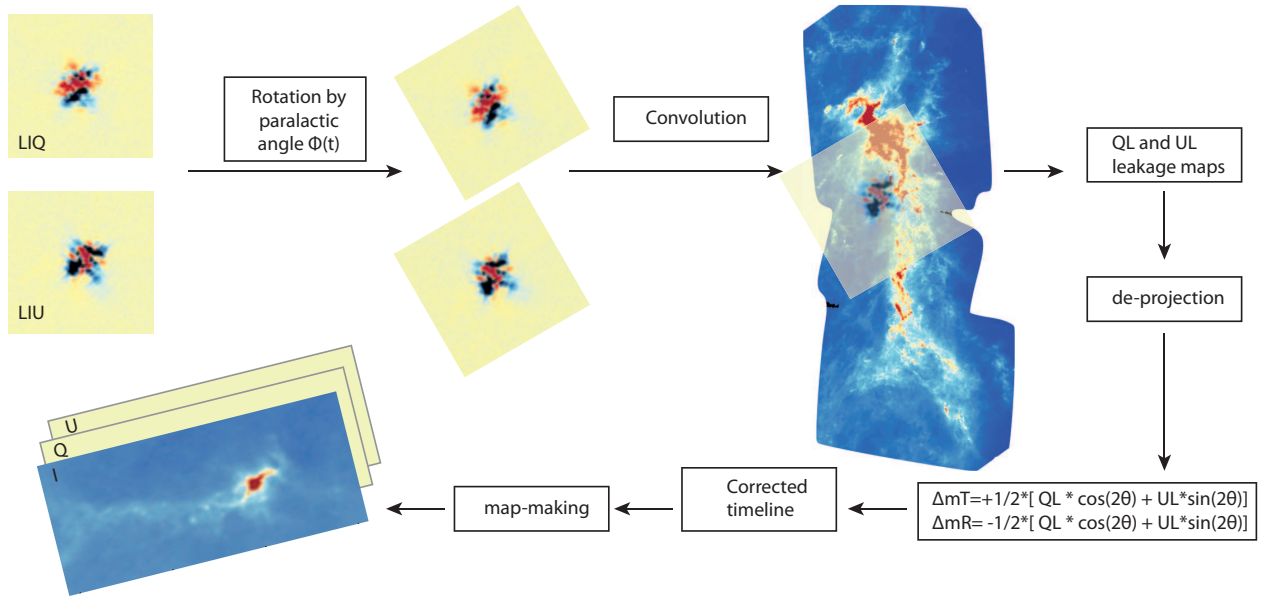 LIQ
LIU
Rotation by
paralactic
angle Φ(t)
Convolution
QL and UL
leakage maps
de-projection
ΔmT=+1/2*[ QL * cos(2θ) + UL*sin(2θ)]
ΔmR= -1/2*[ QL * cos(2θ) + UL*sin(2θ)]
Corrected
timeline
map-making
U
Q
I